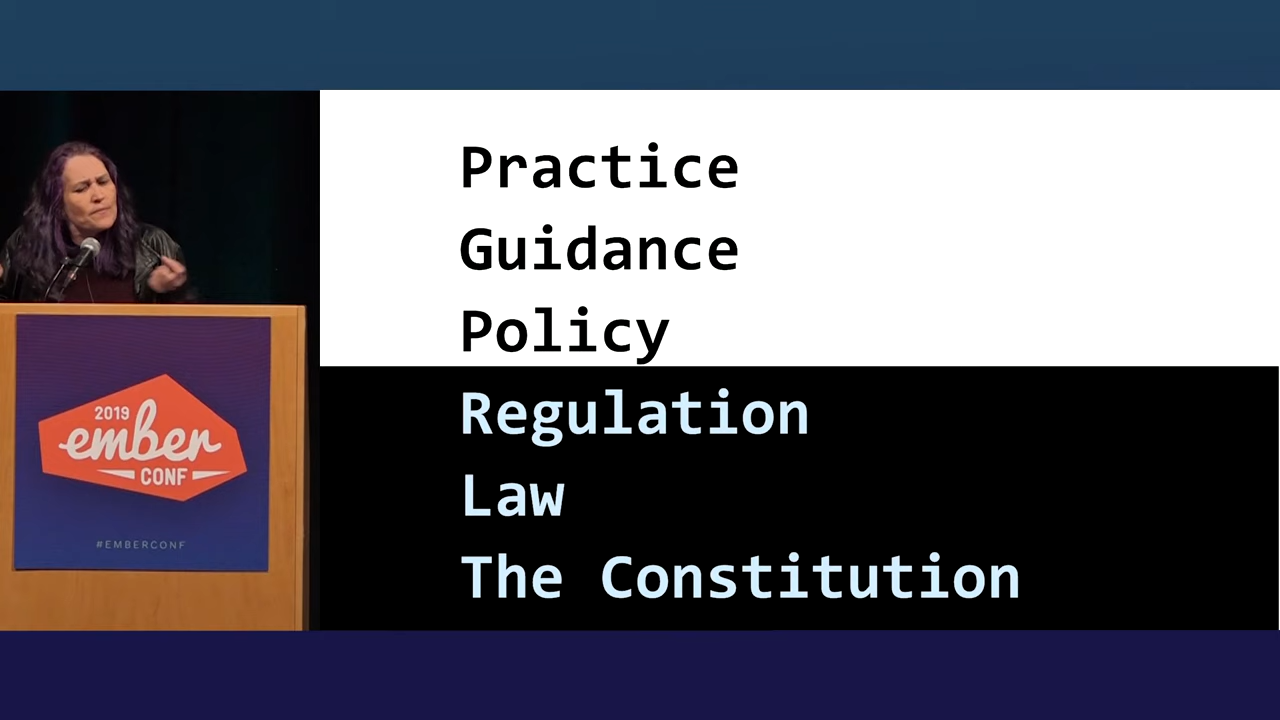 Practice
Guidance
Policy
Regulation
Law
The Constitution
2019
ember
CONF
#EMBERCONF